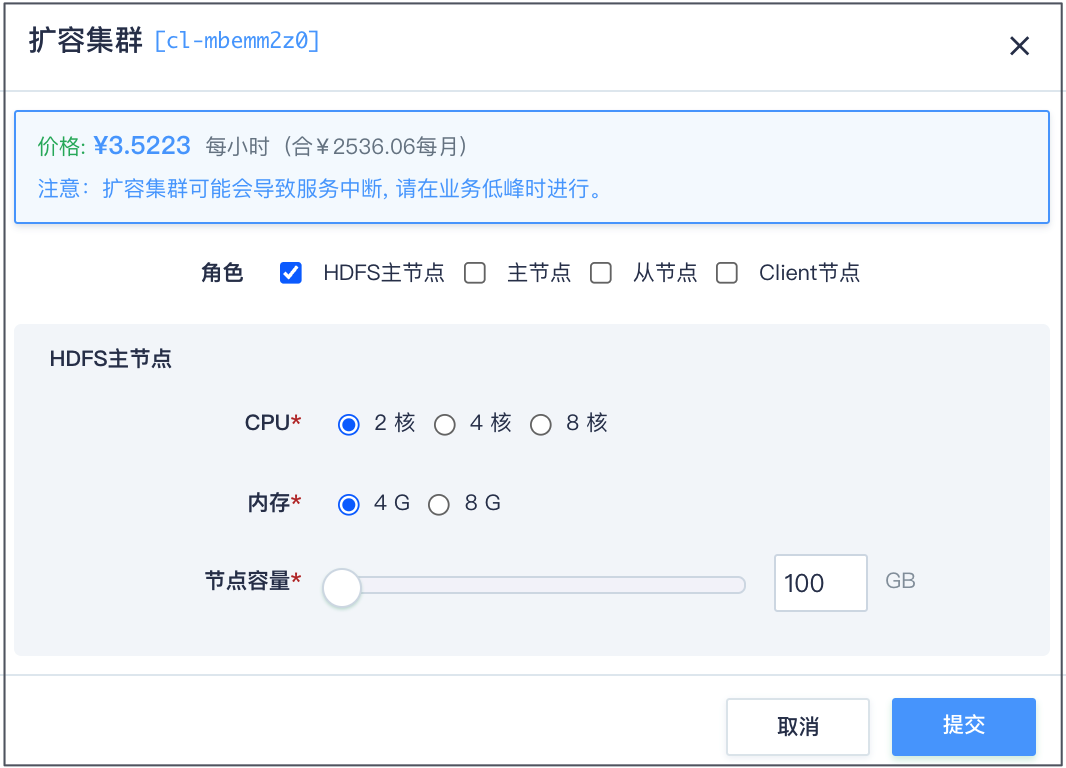 扩容集群 [cl-mbemm2z0]
价格: ¥3.5223 每小时（合￥2536.06每月）
注意：扩容集群可能会导致服务中断, 请在业务低峰时进行。
角色 HDFS主节点 主节点 从节点 Client节点
HDFS主节点
CPU* 2 核 4 核 8 核
内存* 4 G 8 G
节点容量* 100 GB
取消 提交